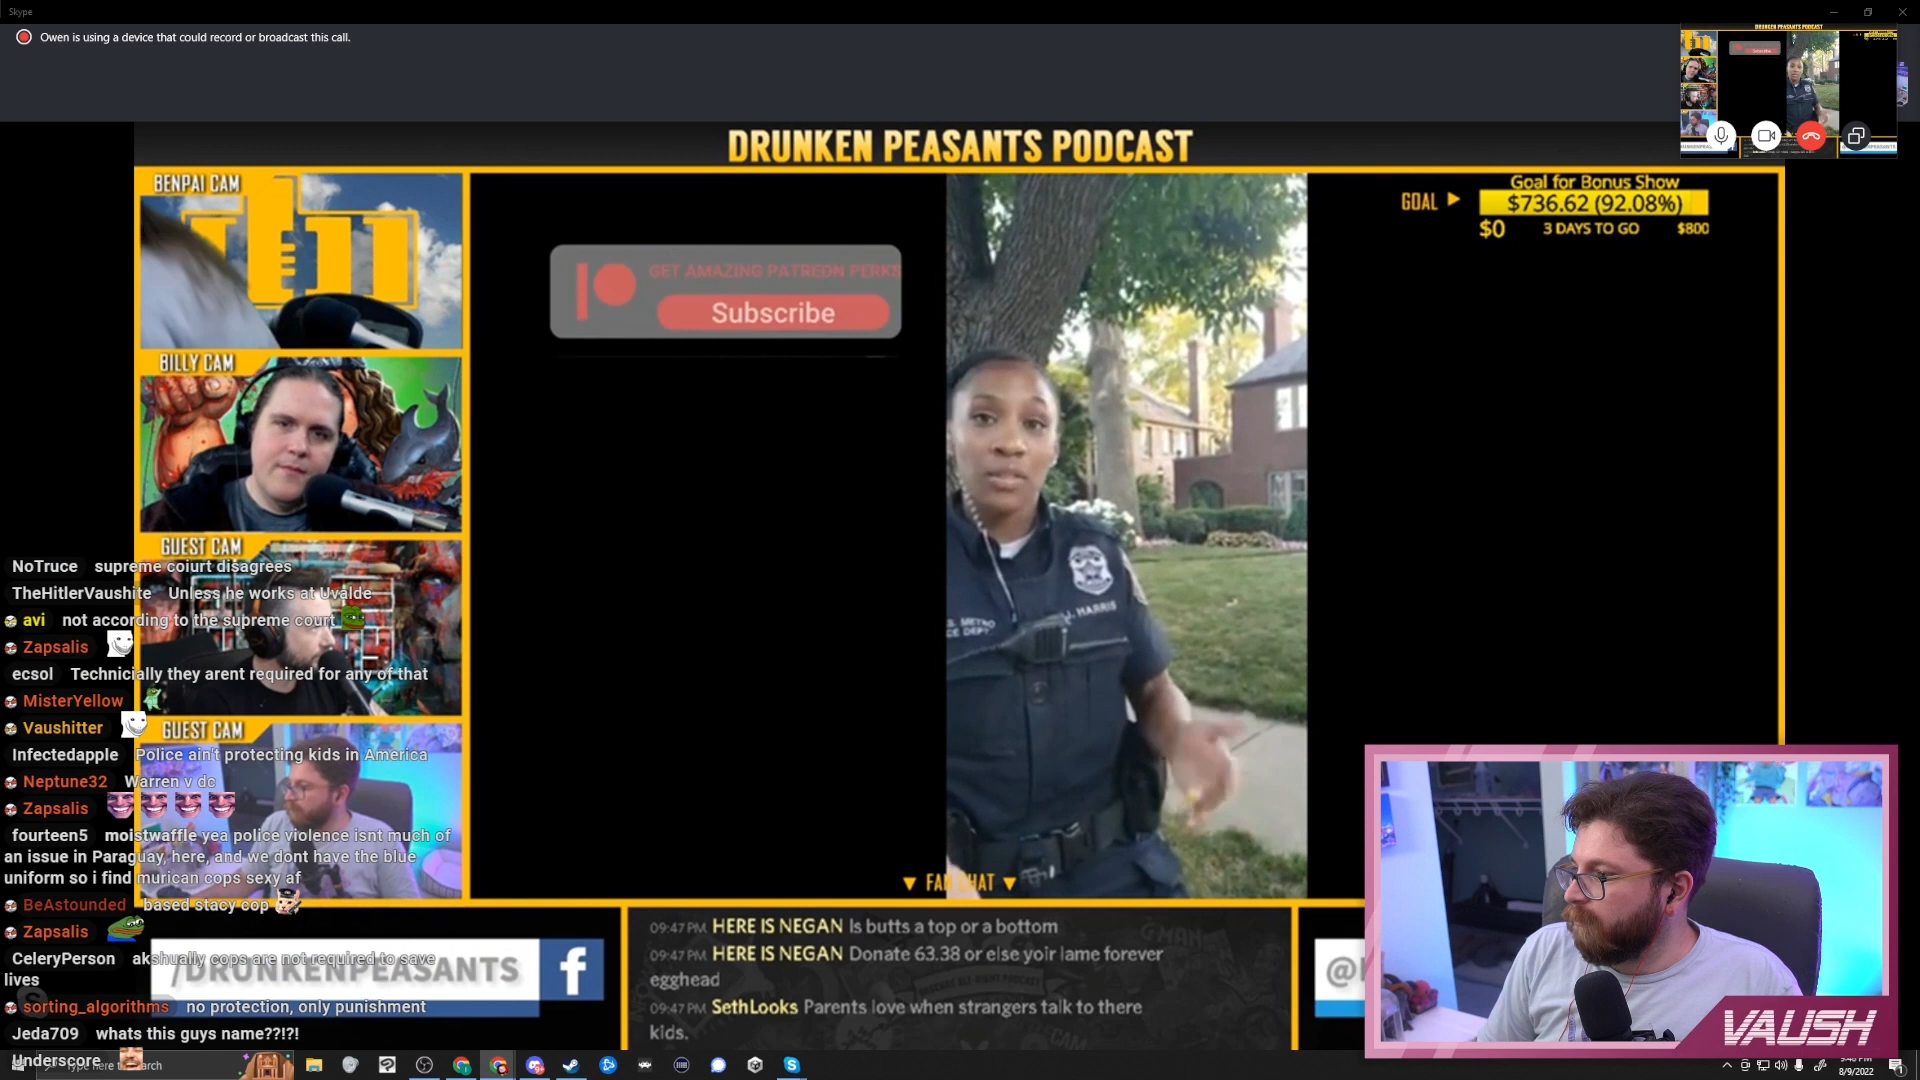 Skype
Owen is using a device that could record or broadcast this call.
DRUNKEN PEASANTS PODCAST
BENPAI CAM
BILLY CAM
GUEST CAM
GUEST CAM
GET AMAZING PATREON PERKS
Subscribe
GOAL
Goal for Bonus Show
$736.62 (92.08%)
$0 3 DAYS TO GO $800
J. HARRIS
NoTruce supreme coiurt disagrees
TheHitlerVaushite Unless he works at Uvalde
avi not according to the supreme court
Zapsalis
ecsol Technicially they arent required for any of that
MisterYellow
Vaushitter
Infectedapple Police ain't protecting kids in America
Neptune32 Warren v dc
Zapsalis
fourteen5 moistwaffle yea police violence isnt much of
an issue in Paraguay, here, and we dont have the blue
uniform so i find murican cops sexy af
BeAstounded based stacy cop
Zapsalis
CeleryPerson akshually cops are not required to save
lives
sorting_algorithms no protection, only punishment
Jeda709 whats this guys name??!?!
Underscore
/DRUNKENPEASANTS
f
▼ FAN CHAT ▼
09:47 PM HERE IS NEGAN Is butts a top or a bottom
09:47 PM HERE IS NEGAN Donate 63.38 or else yoir lame forever
egghead
09:47 PM SethLooks Parents love when strangers talk to there
kids.
@
VAUSH
Type here to search
9:48 PM
8/9/2022